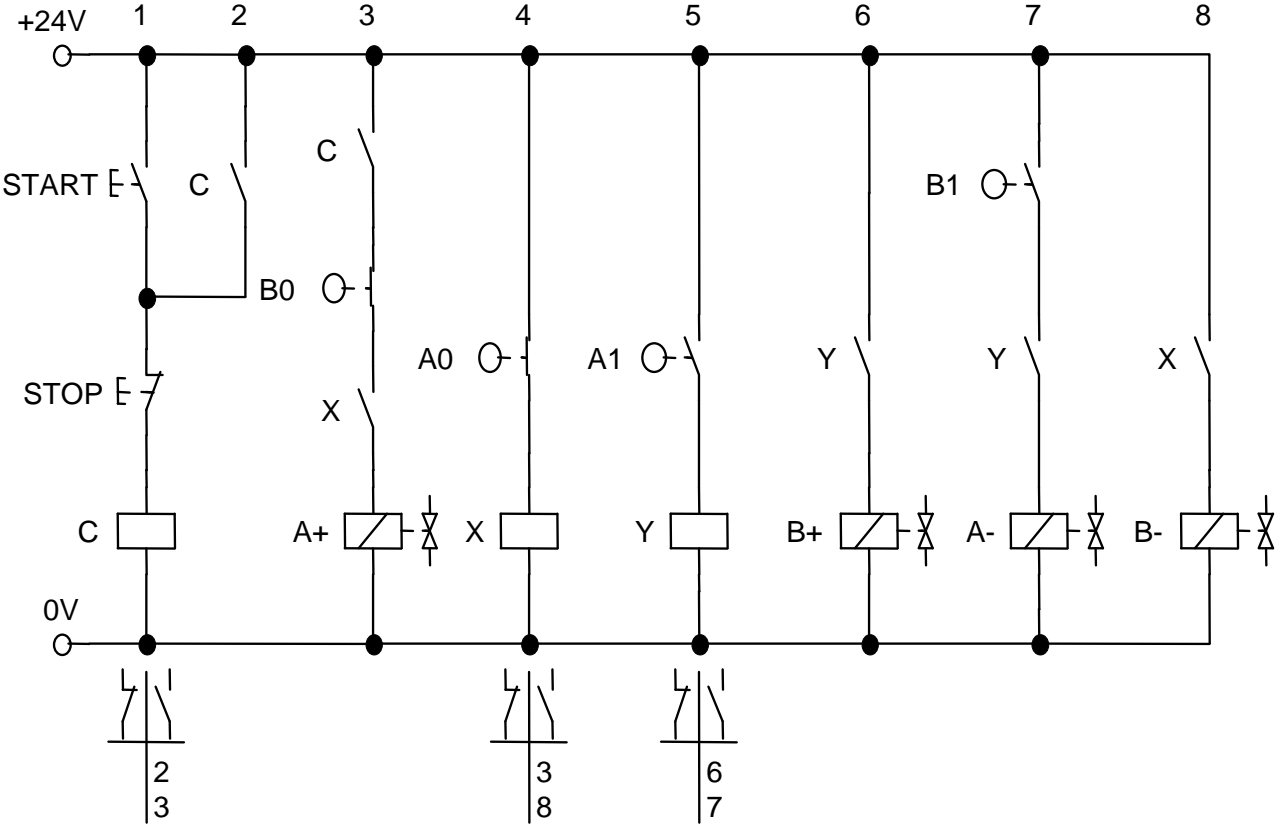 +24V 1 2 3 4 5 6 7 8
C
START C B1
B0
A0 A1 Y Y X
STOP
X
C A+ X Y B+ A- B-
0V
2 3 6
3 8 7